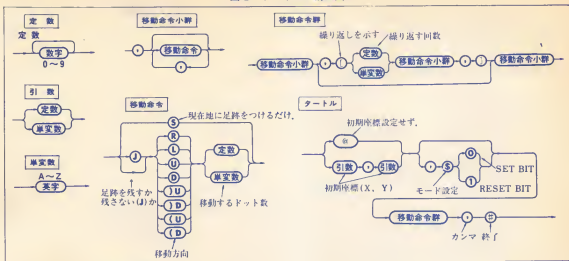 定数
定数
数字
0～9
引数
定数
単変数
単変数
A～Z
英字
移動命令小群
,
移動命令
,
移動命令
S
現在地に足跡をつけるだけ.
J
R
L
U
D
)U
)D
(U
(D
定数
単変数
足跡を残すか
残さない(J)か
移動するドット数
移動方向
移動命令群
繰り返しを示す
繰り返す回数
移動命令小群
,
定数
単変数
移動命令小群
,
移動命令小群
タートル
初期座標設定せず.
引数
,
引数
初期座標(X、Y)
,
S
0
1
モード設定
SET BIT
RESET BIT
移動命令群
,
カンマ
終了